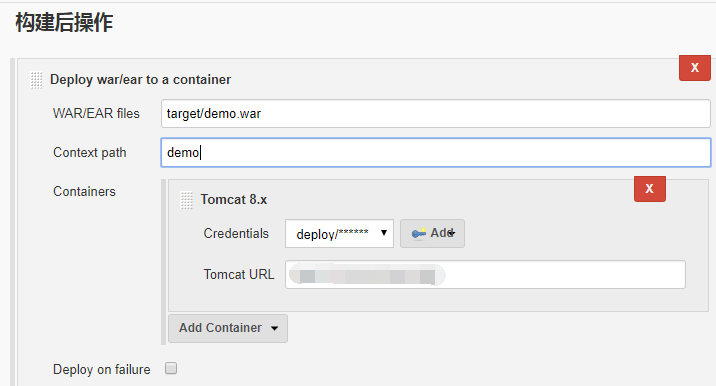 构建后操作
X
Deploy war/ear to a container
WAR/EAR files target/demo.war
Context path demo
X
Containers Tomcat 8.x
Credentials deploy/****** Add
Tomcat URL
Add Container
Deploy on failure